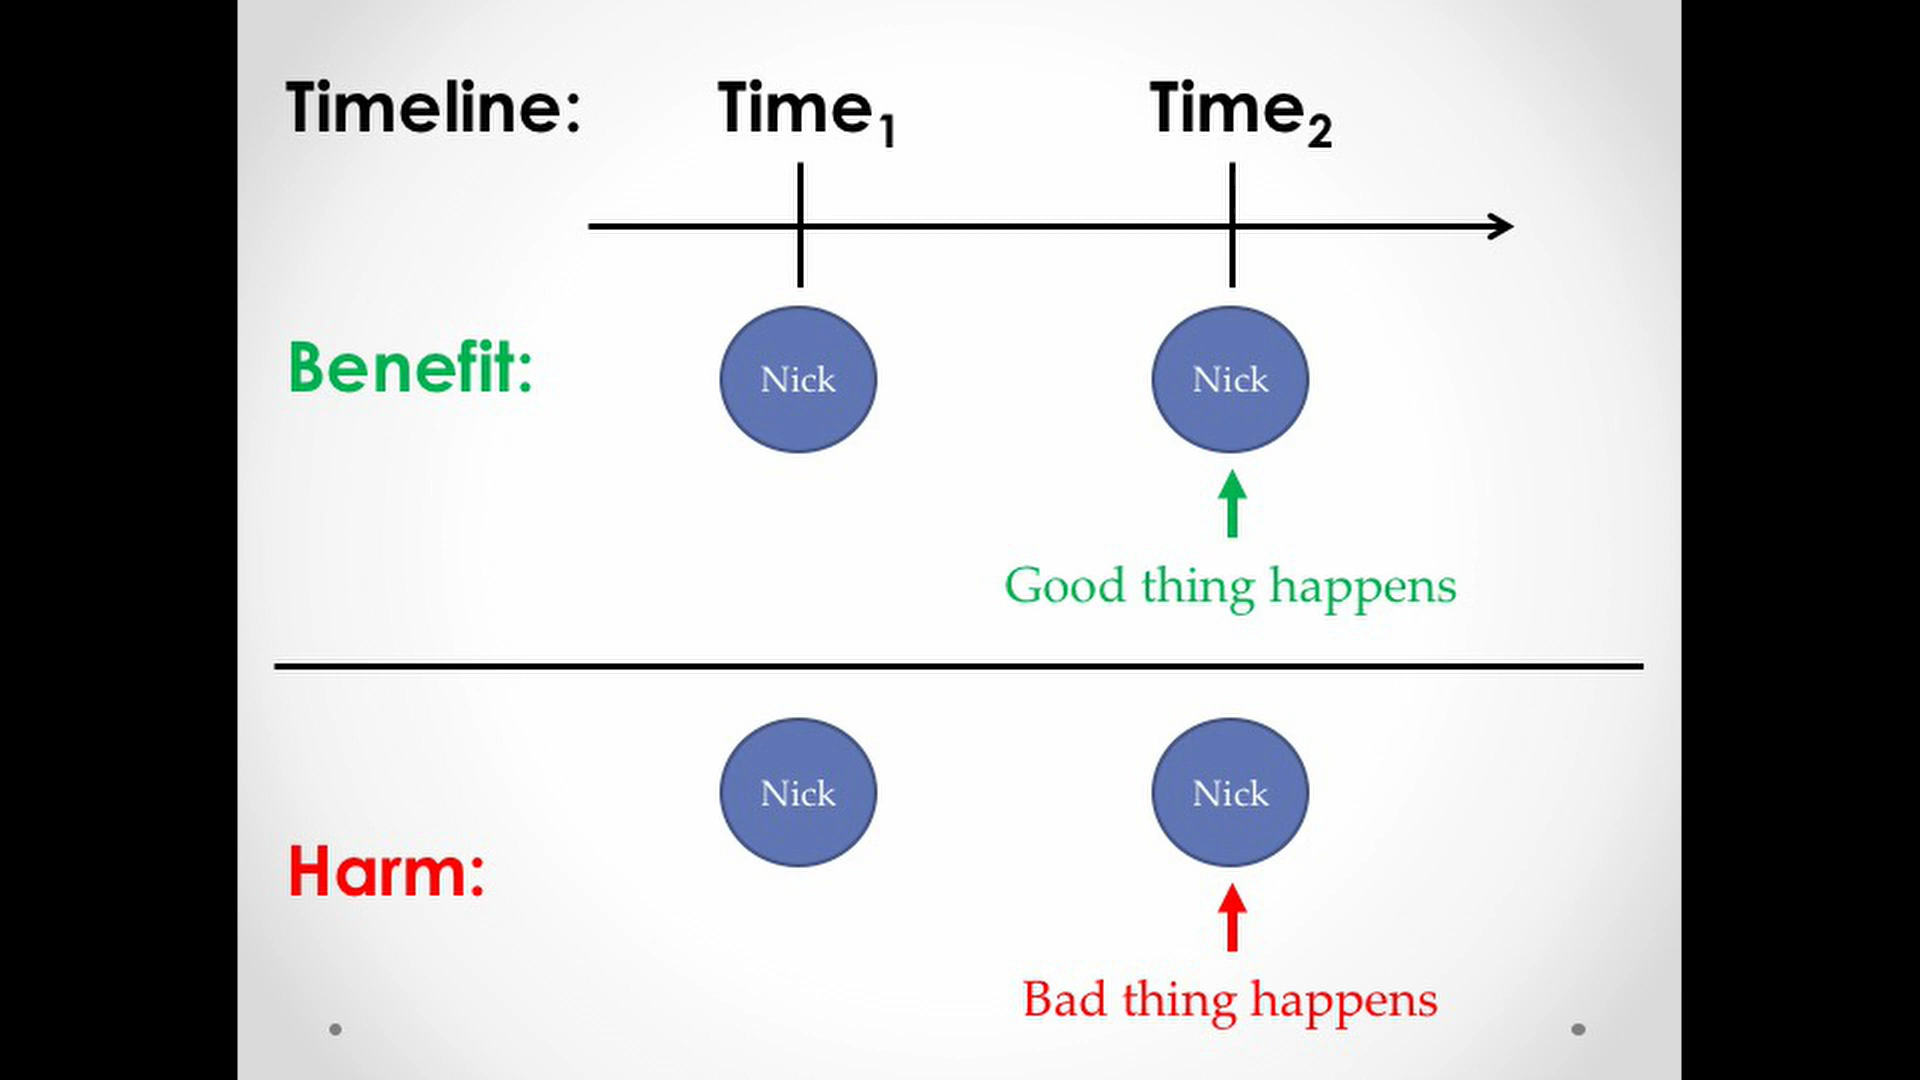 Timeline: Time₁ Time₂
Benefit: Nick Nick
Good thing happens
Nick Nick
Harm:
Bad thing happens